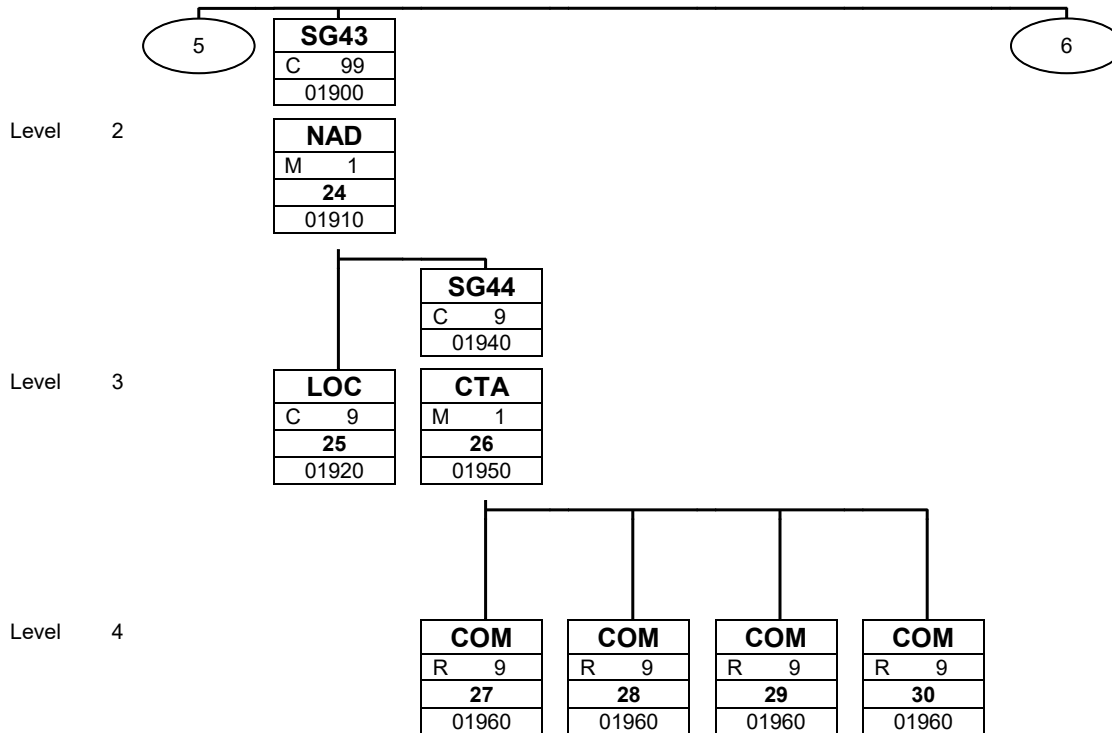 5
SG43
6
C 99
01900
Level 2
NAD
M 1
24
01910
SG44
C 9
01940
Level 3
LOC
CTA
C 9
M 1
25
26
01920
01950
Level 4
COM
COM
COM
COM
R 9
R 9
R 9
R 9
27
28
29
30
01960
01960
01960
01960